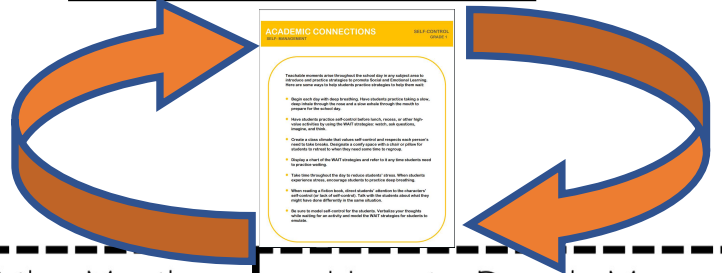 ACADEMIC CONNECTIONS
SELF-MANAGEMENT
SELF-CONTROL
GRADE 1
Teachable moments arise throughout the school day in any subject area to
introduce and practice strategies to promote Social and Emotional Learning.
Here are some ways to help students practice strategies to help them wait:
Begin each day with deep breathing. Have students practice taking a slow,
deep inhale through the nose and a slow exhale through the mouth to
prepare for the school day.
Have students practice self-control before lunch, recess, or other high-
value activities by using the WAIT strategies: watch, ask questions,
imagine, and think.
Create a class climate that values self-control and respects each person's
need to take breaks. Designate a comfy space with a chair or pillow for
students to retreat to when they need some time to regroup.
Display a chart of the WAIT strategies and refer to it any time students need
to practice waiting.
Take time throughout the day to reduce students' stress. When students
experience stress, encourage students to practice deep breathing.
When reading a fiction book, direct students' attention to the characters'
self-control (or lack of self-control). Talk with the students about what they
might have done differently in the same situation.
Be sure to model self-control for the students. Verbalize your thoughts
while waiting for an activity and model the WAIT strategies for students to
emulate.